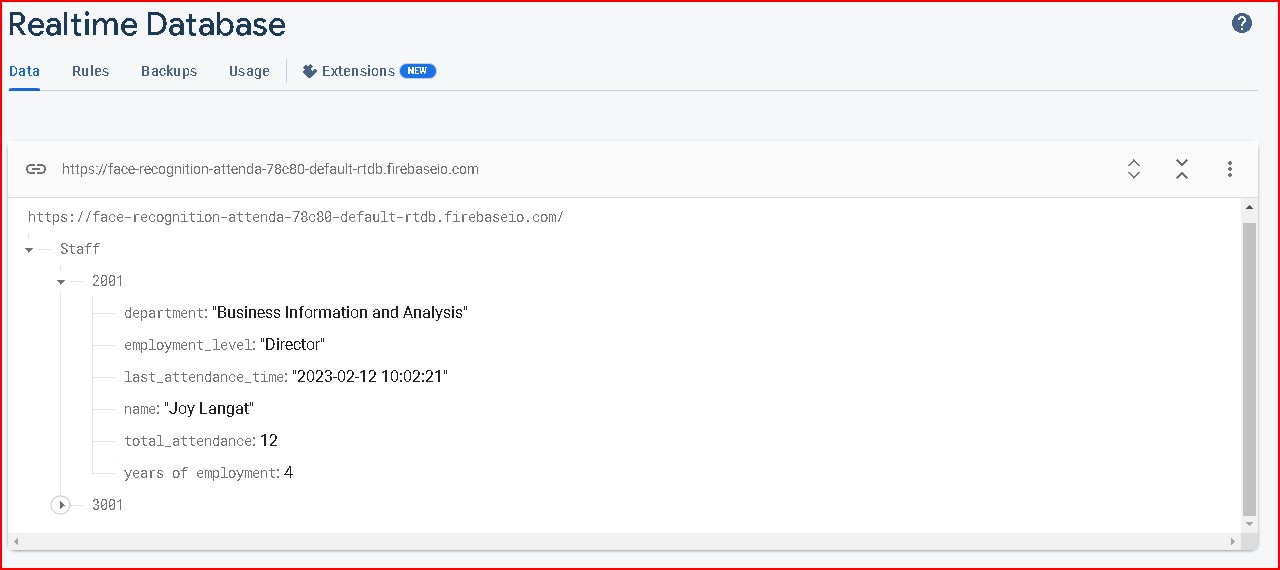 Realtime Database
Data Rules Backups Usage Extensions NEW
https://face-recognition-attenda-78c80-default-rtdb.firebaseio.com
https://face-recognition-attenda-78c80-default-rtdb.firebaseio.com/
Staff
2001
department: "Business Information and Analysis"
employment_level: "Director"
last_attendance_time: "2023-02-12 10:02:21"
name: "Joy Langat"
total_attendance: 12
years of employment: 4
3001